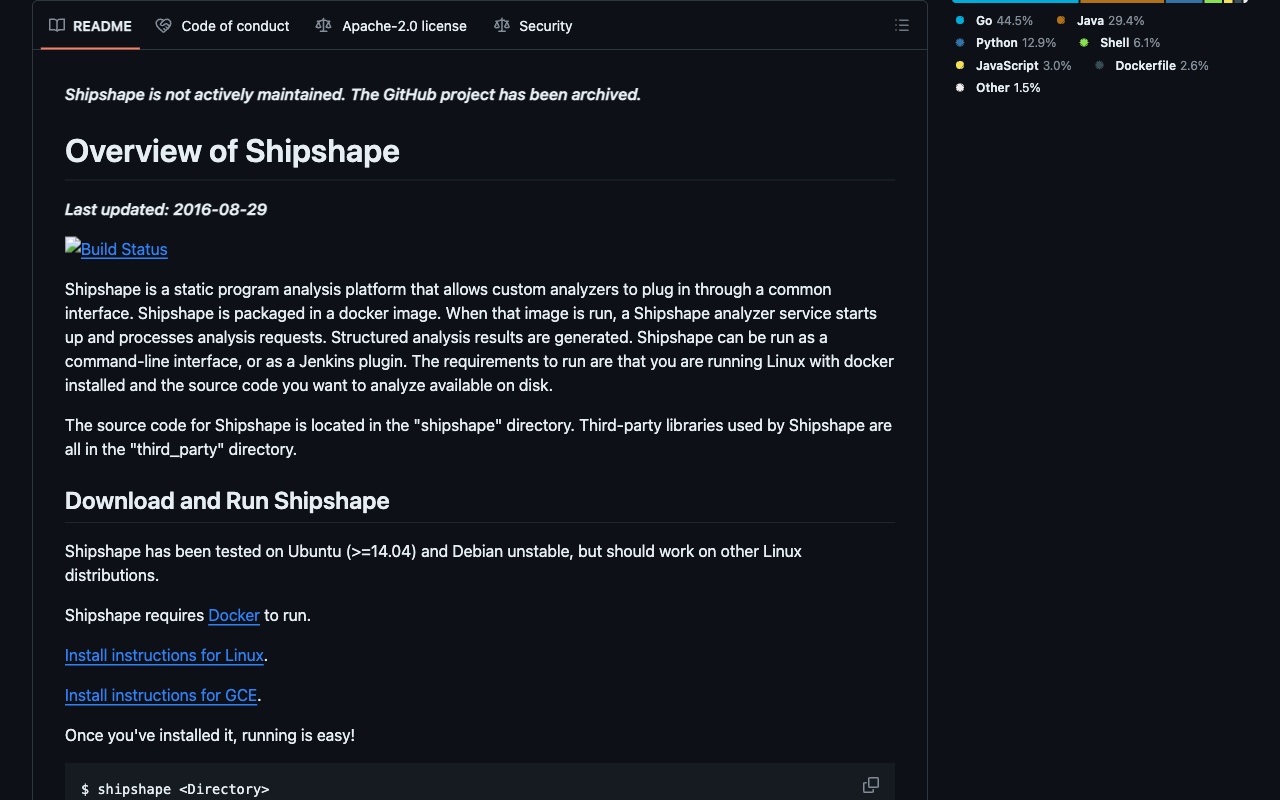 README
Code of conduct
Apache-2.0 license
Security
Shipshape is not actively maintained. The GitHub project has been archived.
Overview of Shipshape
Last updated: 2016-08-29
Build Status
Shipshape is a static program analysis platform that allows custom analyzers to plug in through a common
interface. Shipshape is packaged in a docker image. When that image is run, a Shipshape analyzer service starts
up and processes analysis requests. Structured analysis results are generated. Shipshape can be run as a
command-line interface, or as a Jenkins plugin. The requirements to run are that you are running Linux with docker
installed and the source code you want to analyze available on disk.
The source code for Shipshape is located in the "shipshape" directory. Third-party libraries used by Shipshape are
all in the "third_party" directory.
Download and Run Shipshape
Shipshape has been tested on Ubuntu (>=14.04) and Debian unstable, but should work on other Linux
distributions.
Shipshape requires Docker to run.
Install instructions for Linux.
Install instructions for GCE.
Once you've installed it, running is easy!
$ shipshape <Directory>
Go 44.5% Java 29.4%
Python 12.9% Shell 6.1%
JavaScript 3.0% Dockerfile 2.6%
Other 1.5%